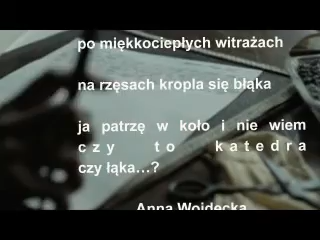 po miękkociepłych witrażach
na rzęsach kropla się błąka
ja patrzę w koło i nie wiem
czy to katedra
czy łąka...?
Anna Wojdecka